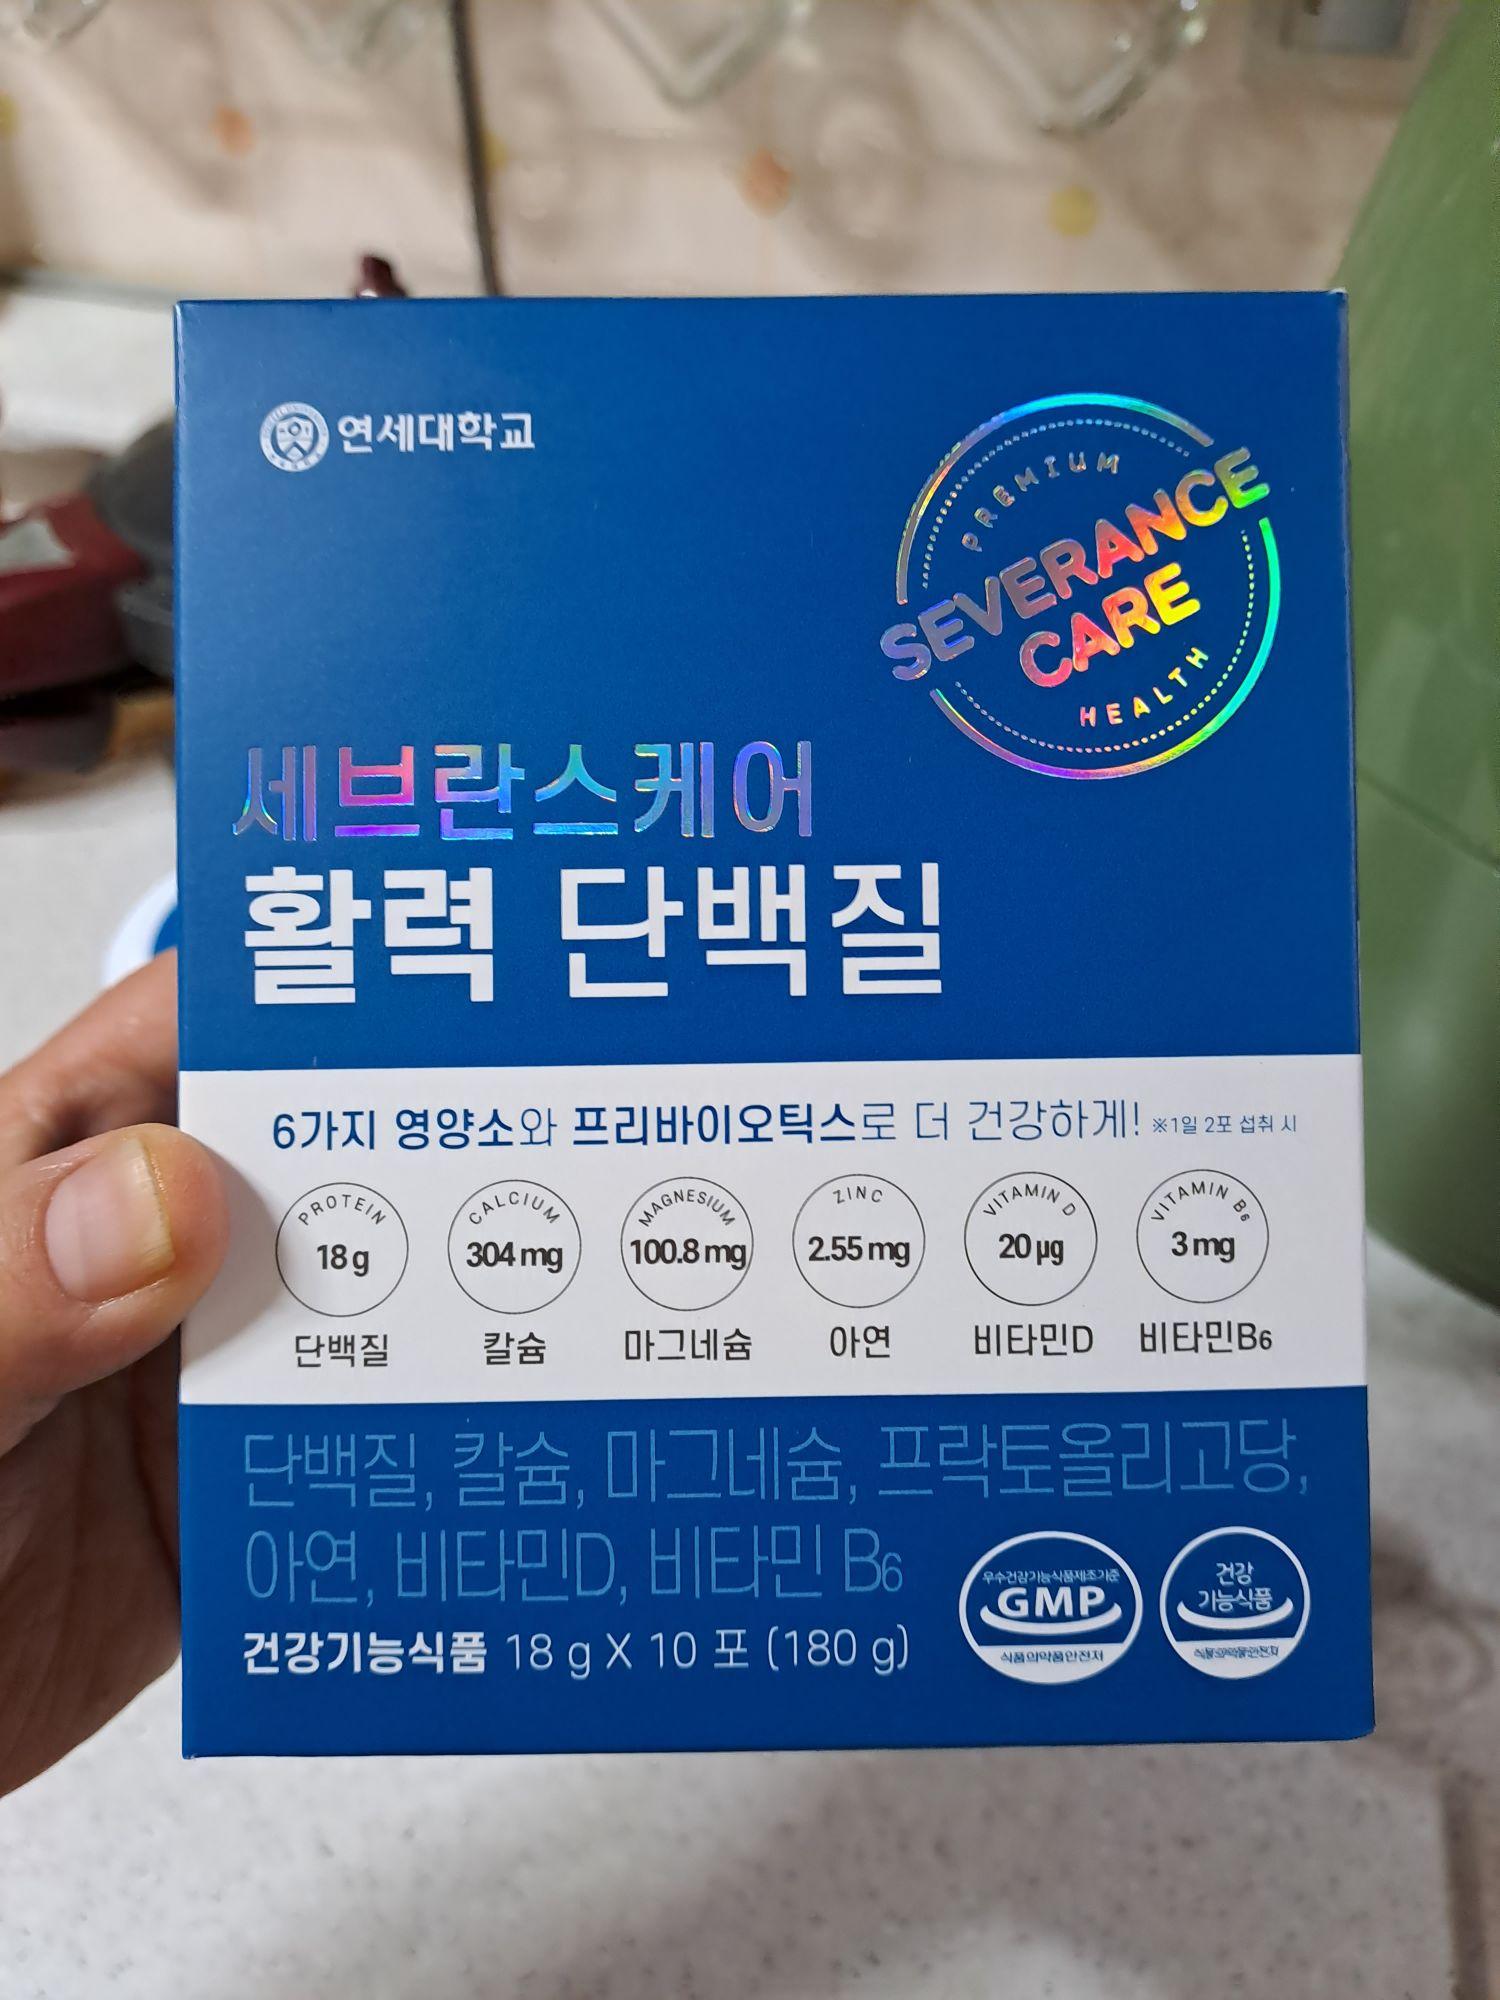 연세대학교
PREMIUM
SEVERANCE
CARE
HEALTH
세브란스케어
활력 단백질
6가지 영양소와 프리바이오틱스로 더 건강하게! ※1일 2포 섭취 시
PROTEIN CALCIUM MAGNESIUM ZINC VITAMIN D VITAMIN B6
18 g 304 mg 100.8 mg 2.55 mg 20 µg 3 mg
단백질 칼슘 마그네슘 아연 비타민D 비타민B6
단백질, 칼슘, 마그네슘, 프락토올리고당,
아연, 비타민D, 비타민 B6
건강기능식품 18 g X 10 포 (180 g)
우수건강기능식품제조기준
GMP
식품의약품안전처
건강
기능식품
식품의약품안전처